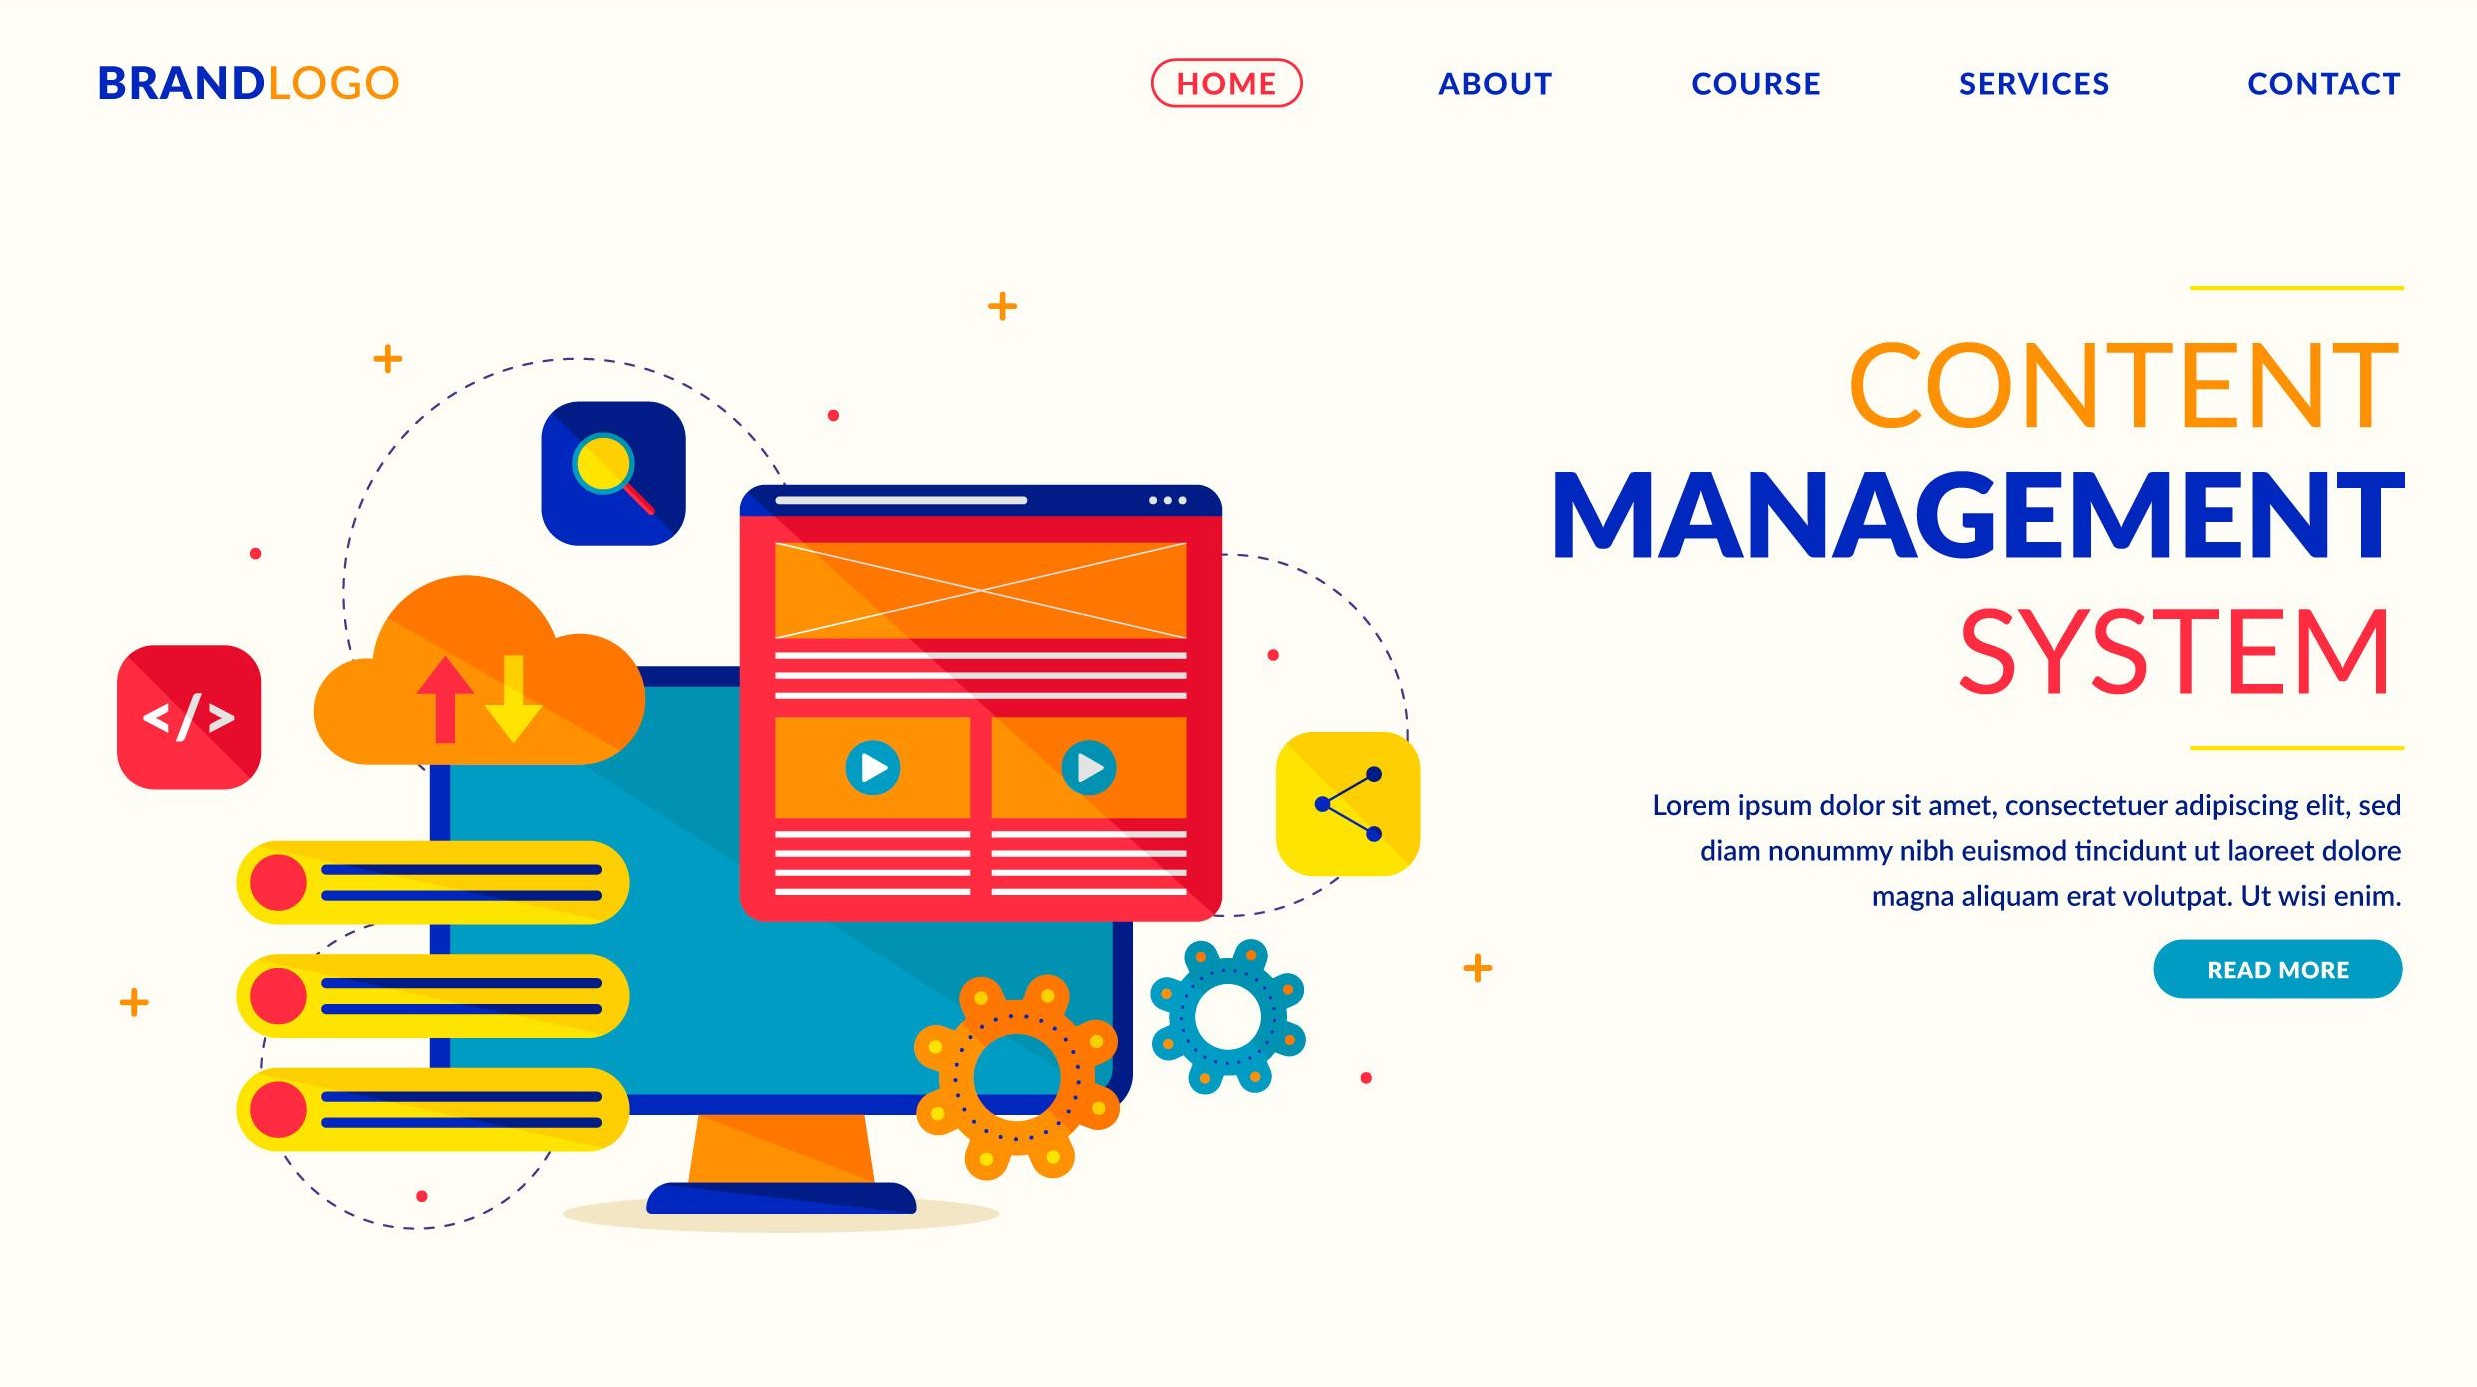 BRANDLOGO
HOME ABOUT COURSE SERVICES CONTACT
CONTENT
MANAGEMENT
SYSTEM
Lorem ipsum dolor sit amet, consectetuer adipiscing elit, sed
diam nonummy nibh euismod tincidunt ut laoreet dolore
magna aliquam erat volutpat. Ut wisi enim.
READ MORE
</>